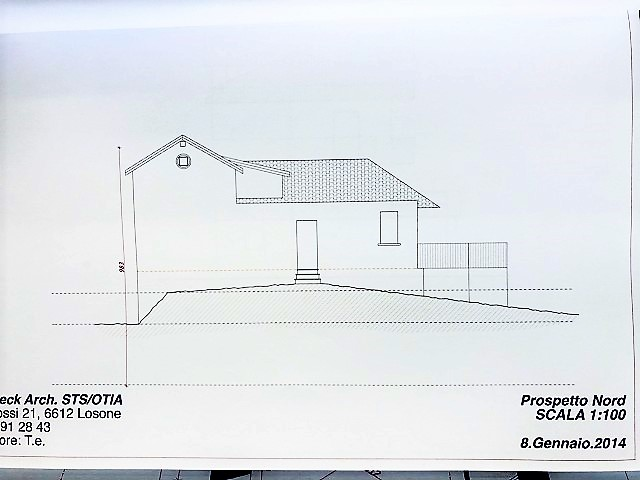 983
eck Arch. STS/OTIA
ossi 21, 6612 Losone
91 28 43
ore: T.e.
Prospetto Nord
SCALA 1:100
8.Gennaio.2014